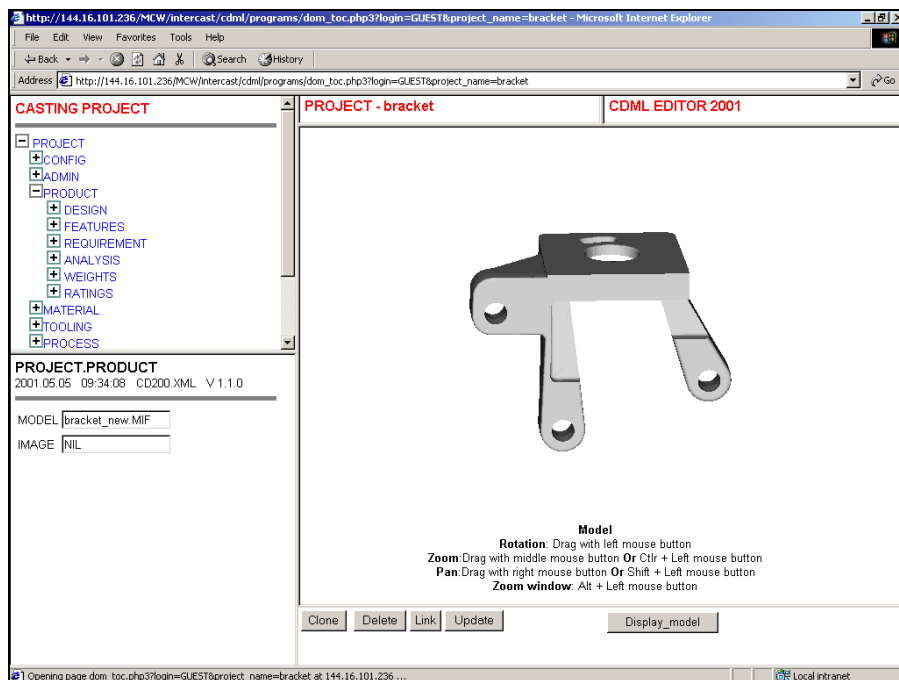 http://144.16.101.236/MCW/intercast/cdml/programs/dom_toc.php3?login=GUEST&project_name=bracket - Microsoft Internet Explorer
File Edit View Favorites Tools Help
Back Search History
Address http://144.16.101.236/MCW/intercast/cdml/programs/dom_toc.php3?login=GUEST&project_name=bracket Go
CASTING PROJECT
PROJECT
CONFIG
ADMIN
PRODUCT
DESIGN
FEATURES
REQUIREMENT
ANALYSIS
WEIGHTS
RATINGS
MATERIAL
TOOLING
PROCESS
PROJECT.PRODUCT
2001.05.05 09:34:08 CD200.XML V 1.1.0
MODEL bracket_new.MIF
IMAGE NIL
PROJECT - bracket
CDML EDITOR 2001
Model
Rotation: Drag with left mouse button
Zoom:Drag with middle mouse button Or Ctlr + Left mouse button
Pan:Drag with right mouse button Or Shift + Left mouse button
Zoom window: Alt + Left mouse button
Clone Delete Link Update Display_model
Opening page dom_toc.php3?login=GUEST&project_name=bracket at 144.16.101.236 ... Local intranet